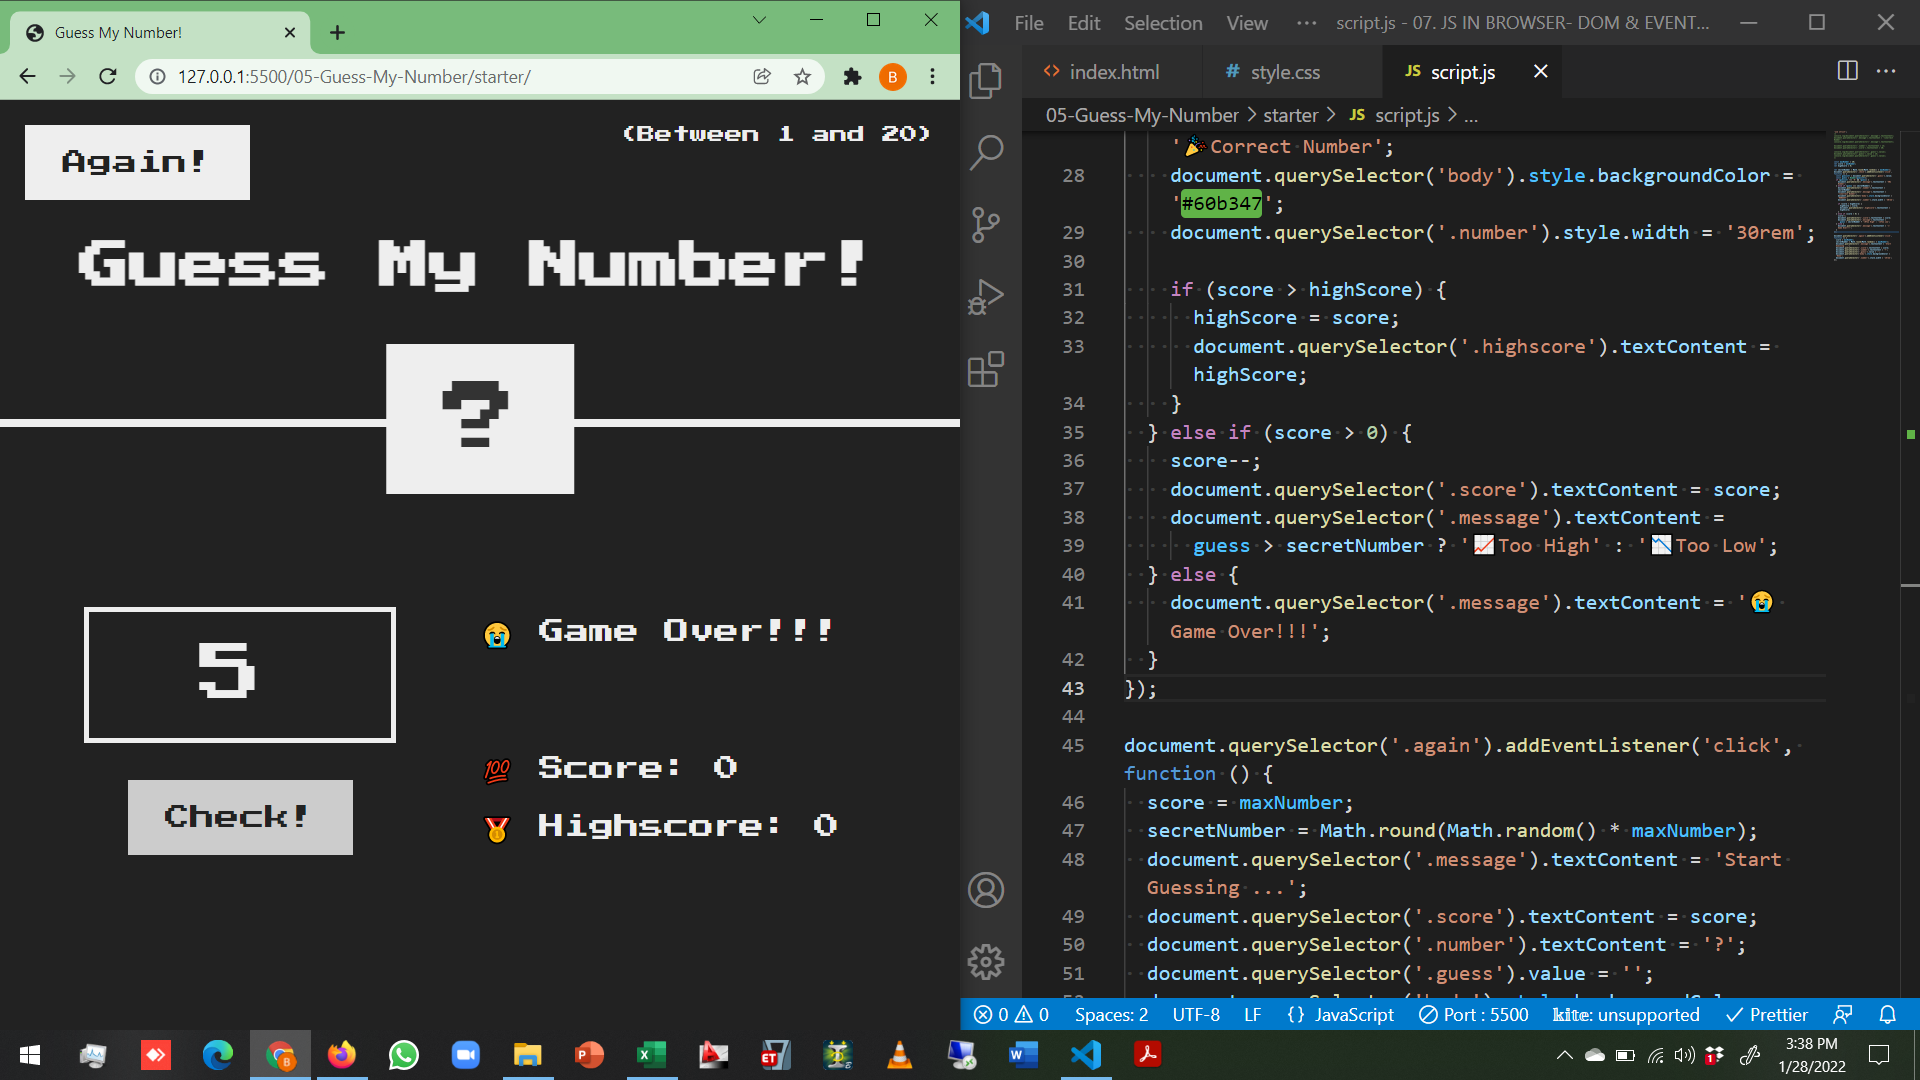 Guess My Number!
127.0.0.1:5500/05-Guess-My-Number/starter/
B
Again!
(Between 1 and 20)
Guess My Number!
?
5
😭 Game Over!!!
💯 Score: 0
🥇 Highscore: 0
Check!
File Edit Selection View ··· script.js - 07. JS IN BROWSER- DOM & EVENT...
index.html
# style.css
JS script.js
05-Guess-My-Number > starter > JS script.js > ...
'🎉Correct Number';
28 document.querySelector('body').style.backgroundColor =
'#60b347';
29 document.querySelector('.number').style.width = '30rem';
30
31 if (score > highScore) {
32 highScore = score;
33 document.querySelector('.highscore').textContent =
highScore;
34 }
35 } else if (score > 0) {
36 score--;
37 document.querySelector('.score').textContent = score;
38 document.querySelector('.message').textContent =
39 guess > secretNumber ? '📈Too High' : '📉Too Low';
40 } else {
41 document.querySelector('.message').textContent = '😭
Game Over!!!';
42 }
43 });
44
45 document.querySelector('.again').addEventListener('click',
function () {
46 score = maxNumber;
47 secretNumber = Math.round(Math.random() * maxNumber);
48 document.querySelector('.message').textContent = 'Start
Guessing ...';
49 document.querySelector('.score').textContent = score;
50 document.querySelector('.number').textContent = '?';
51 document.querySelector('.guess').value = '';
0 0 Spaces: 2 UTF-8 LF {} JavaScript Port : 5500 kite: unsupported Prettier
3:38 PM
1/28/2022